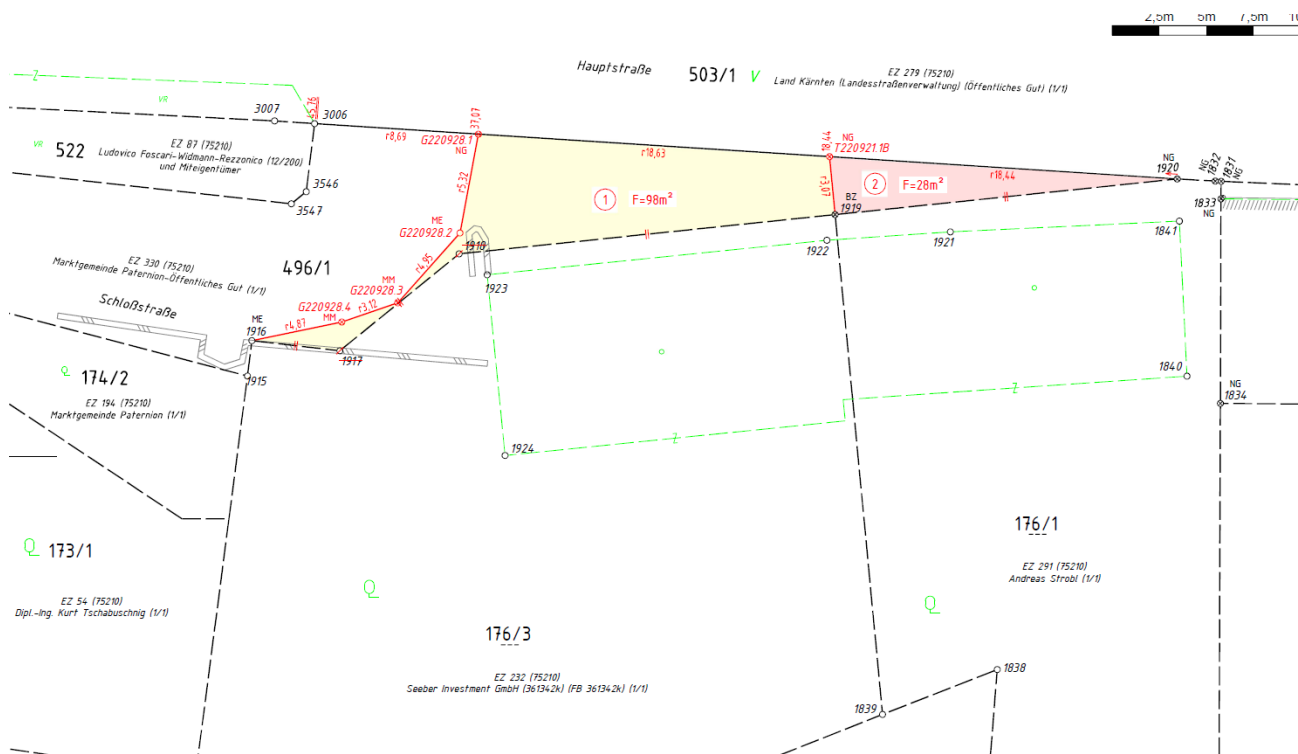 2,5m 5m 7,5m
Hauptstraße 503/1 V
EZ 279 (75210)
Land Kärnten (Landesstraßenverwaltung) (Öffentliches Gut) (1/1)
Z
VR
3007
45,76
3006
r8,69
37,07
G220928.1
NG
r18,63
18,44
NG
T220921.1B
NG
1920
NG
1832
1831
NG
1833
NG
VR 522
EZ 87 (75210)
Ludovico Foscari-Widmann-Rezzonico (12/200)
und Miteigentümer
3546
3547
r5,32
1 F=98m²
r3,07
2 F=28m²
r18,44
BZ
1919
ME
G220928.2
1918
1922
1921
1841
EZ 330 (75210)
Marktgemeinde Paternion-Öffentliches Gut (1/1)
496/1
r4,95
1923
MM
G220928.3
Schloßstraße
G220928.4
r3,12
MM
ME
1916
r4,87
1917
1915
Q 174/2
EZ 194 (75210)
Marktgemeinde Paternion (1/1)
1840
Z
NG
1834
1924
Z
Q 173/1
EZ 54 (75210)
Dipl.-Ing. Kurt Tschabuschnig (1/1)
Q
176/3
EZ 232 (75210)
Seeber Investment GmbH (361342k) (FB 361342k) (1/1)
176/1
EZ 291 (75210)
Andreas Strobl (1/1)
Q
1838
1839